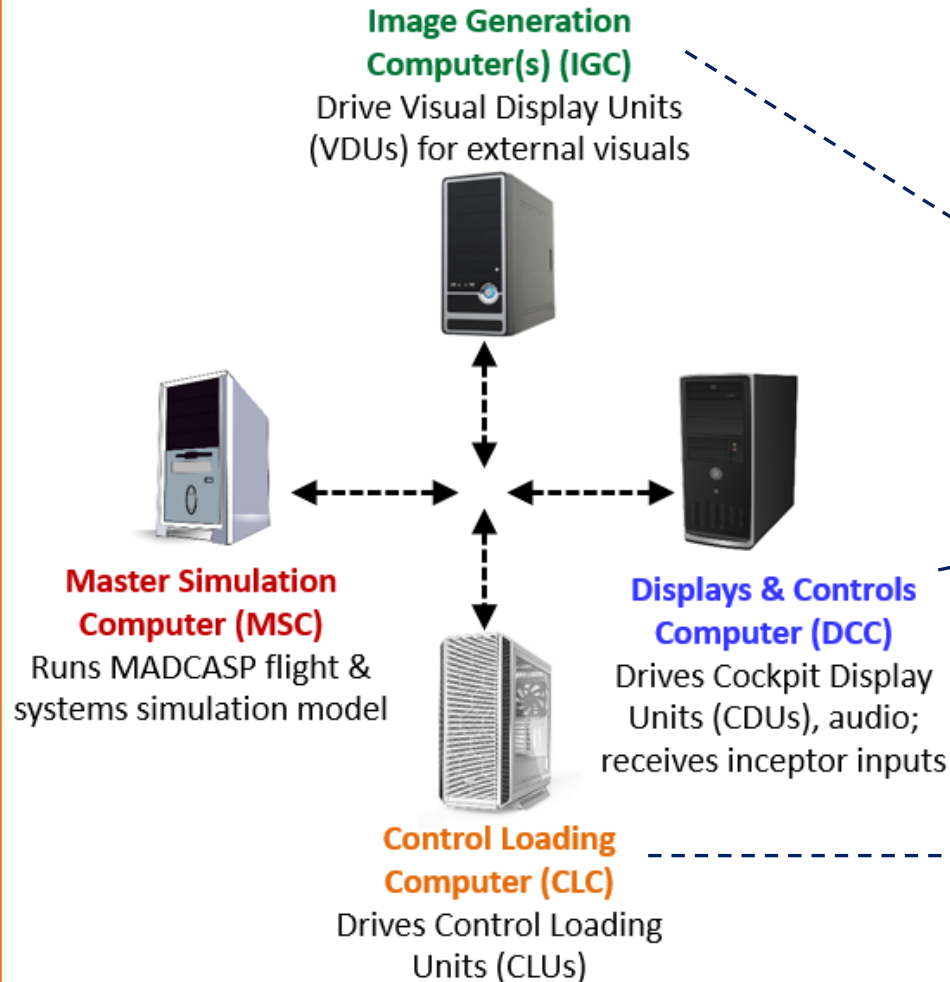 Image Generation
Computer(s) (IGC)
Drive Visual Display Units
(VDUs) for external visuals
Master Simulation
Computer (MSC)
Runs MADCASP flight &
systems simulation model
Displays & Controls
Computer (DCC)
Drives Cockpit Display
Units (CDUs), audio;
receives inceptor inputs
Control Loading
Computer (CLC)
Drives Control Loading
Units (CLUs)